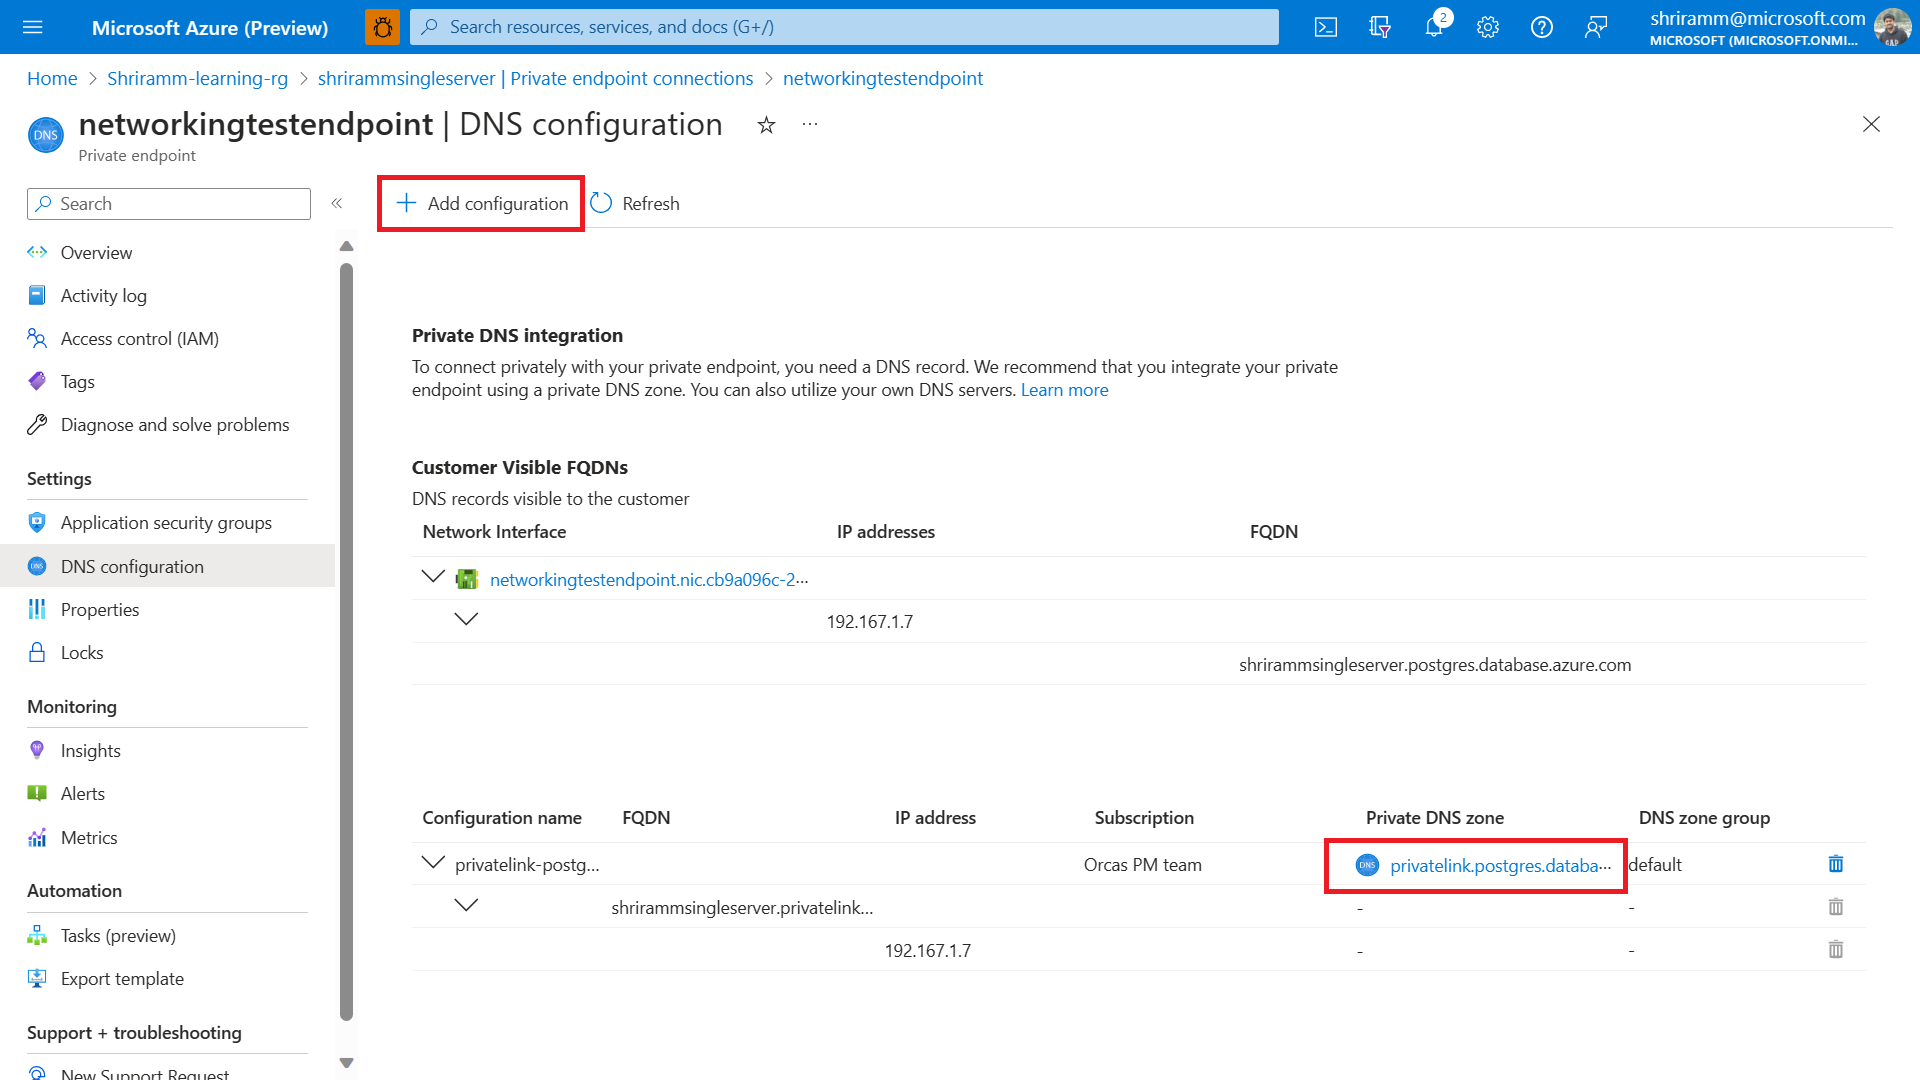 Microsoft Azure (Preview)
Search resources, services, and docs (G+/)
2
shriramm@microsoft.com
MICROSOFT (MICROSOFT.ONMI...
Home > Shriramm-learning-rg > shrirammsingleserver | Private endpoint connections > networkingtestendpoint
DNS
networkingtestendpoint | DNS configuration
Private endpoint
Search
Add configuration
Refresh
Overview
Activity log
Access control (IAM)
Tags
Diagnose and solve problems
Settings
Application security groups
DNS configuration
Properties
Locks
Monitoring
Insights
Alerts
Metrics
Automation
Tasks (preview)
Export template
Support + troubleshooting
New Support Request
Private DNS integration
To connect privately with your private endpoint, you need a DNS record. We recommend that you integrate your private
endpoint using a private DNS zone. You can also utilize your own DNS servers. Learn more
Customer Visible FQDNs
DNS records visible to the customer
Network Interface IP addresses FQDN
networkingtestendpoint.nic.cb9a096c-2...
192.167.1.7
shrirammsingleserver.postgres.database.azure.com
Configuration name FQDN IP address Subscription Private DNS zone DNS zone group
privatelink-postg... Orcas PM team DNS privatelink.postgres.databa... default
shrirammsingleserver.privatelink... - -
192.167.1.7 - -